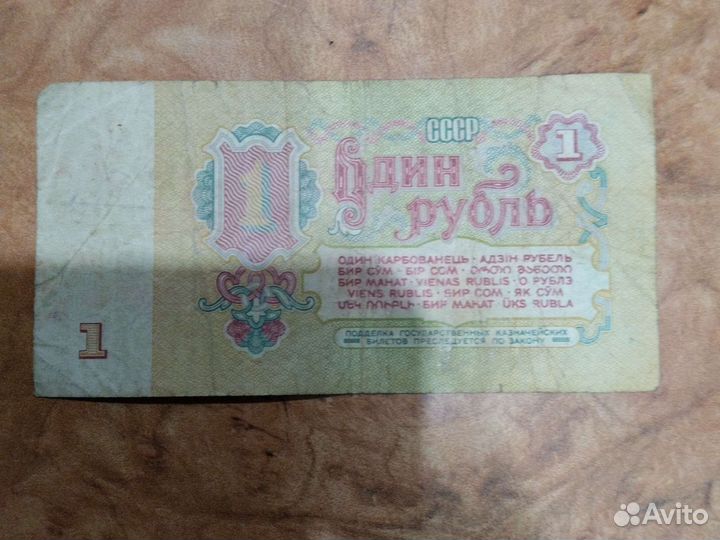 СССР
1
1
Один
рубль
ОДИН КАРБОВАНЕЦЬ · АДЗІН РУБЕЛЬ
БИР СЎМ · БІР СОМ · ერთი მანეთი
БИР МАНАТ · VIENAS RUBLIS · О РУБЛЭ
VIENS RUBLIS · БИР СОМ · ЯК СЎМ
ՄԵԿ ՌՈՒԲԼԻ · БИР МАНАТ · ÜKS RUBLA
ПОДДЕЛКА ГОСУДАРСТВЕННЫХ КАЗНАЧЕЙСКИХ
БИЛЕТОВ ПРЕСЛЕДУЕТСЯ ПО ЗАКОНУ
1
Avito